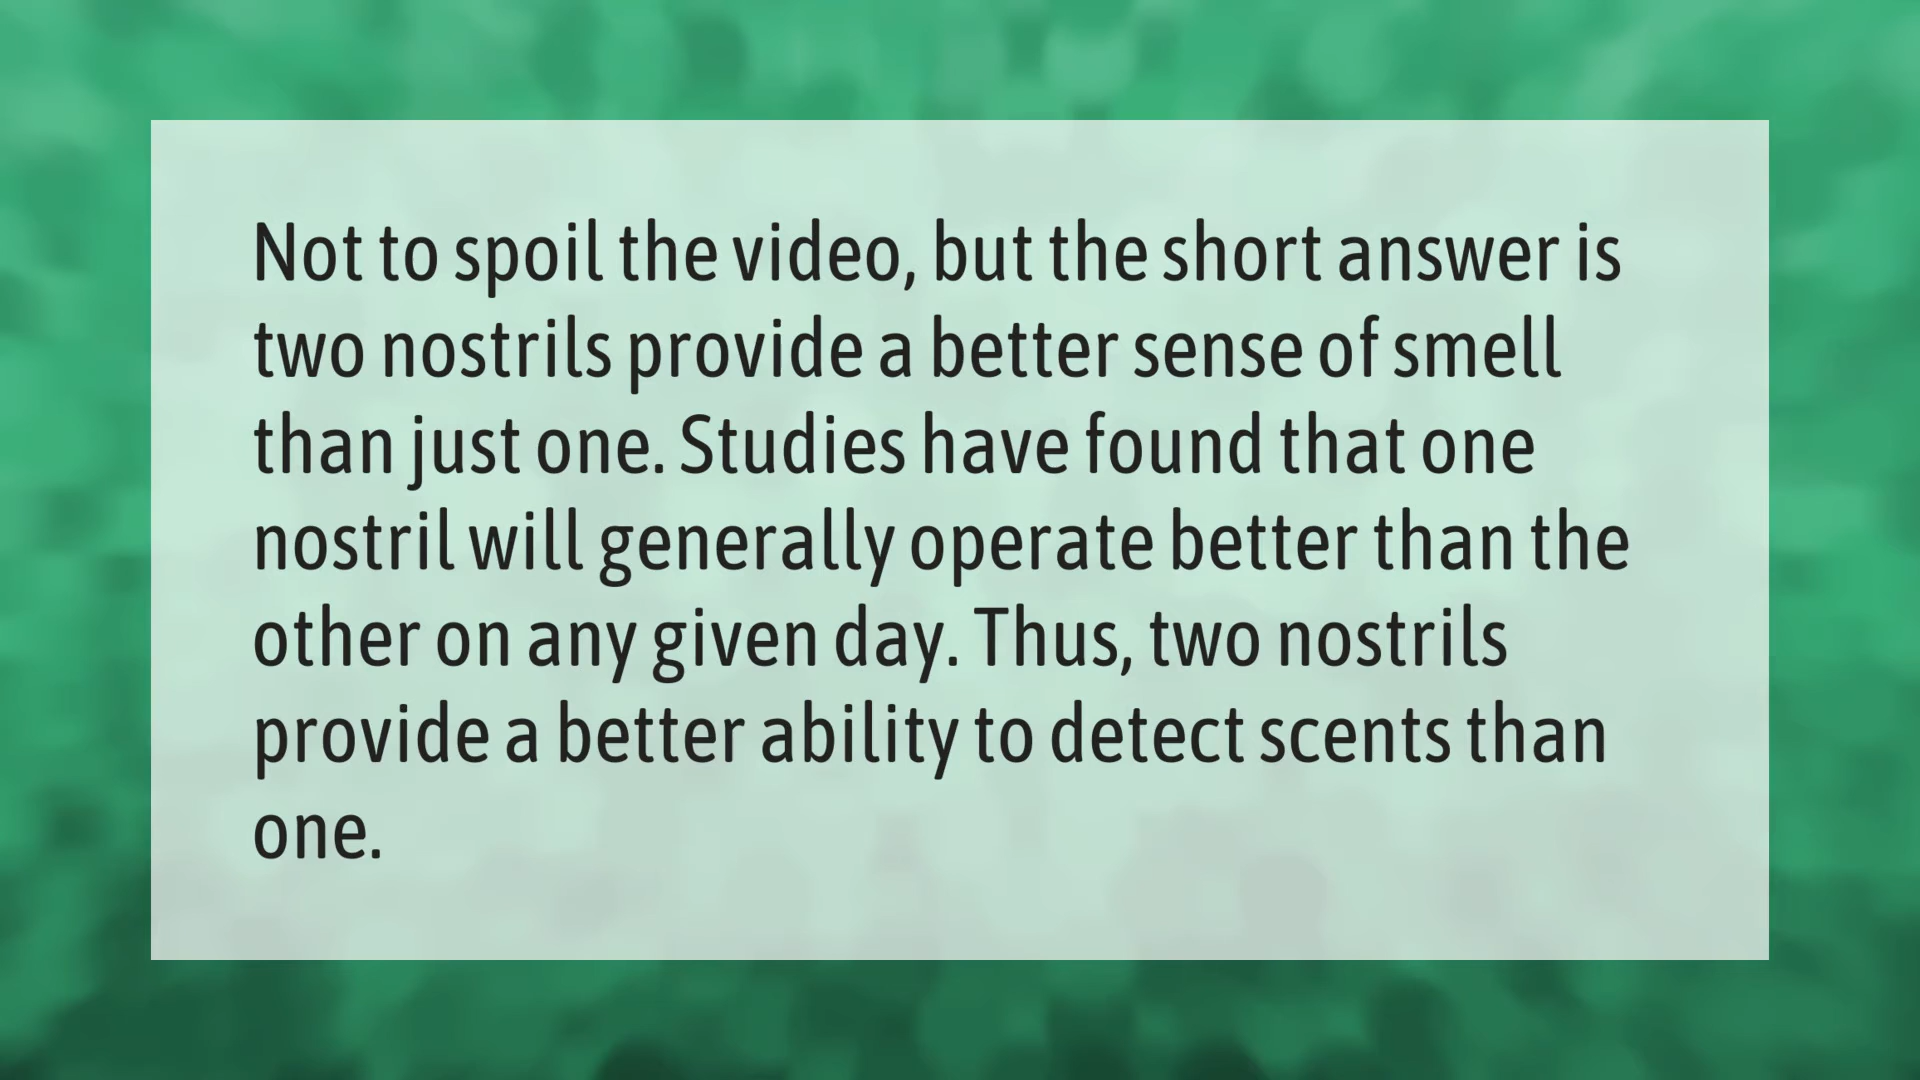 Not to spoil the video, but the short answer is
two nostrils provide a better sense of smell
than just one. Studies have found that one
nostril will generally operate better than the
other on any given day. Thus, two nostrils
provide a better ability to detect scents than
one.